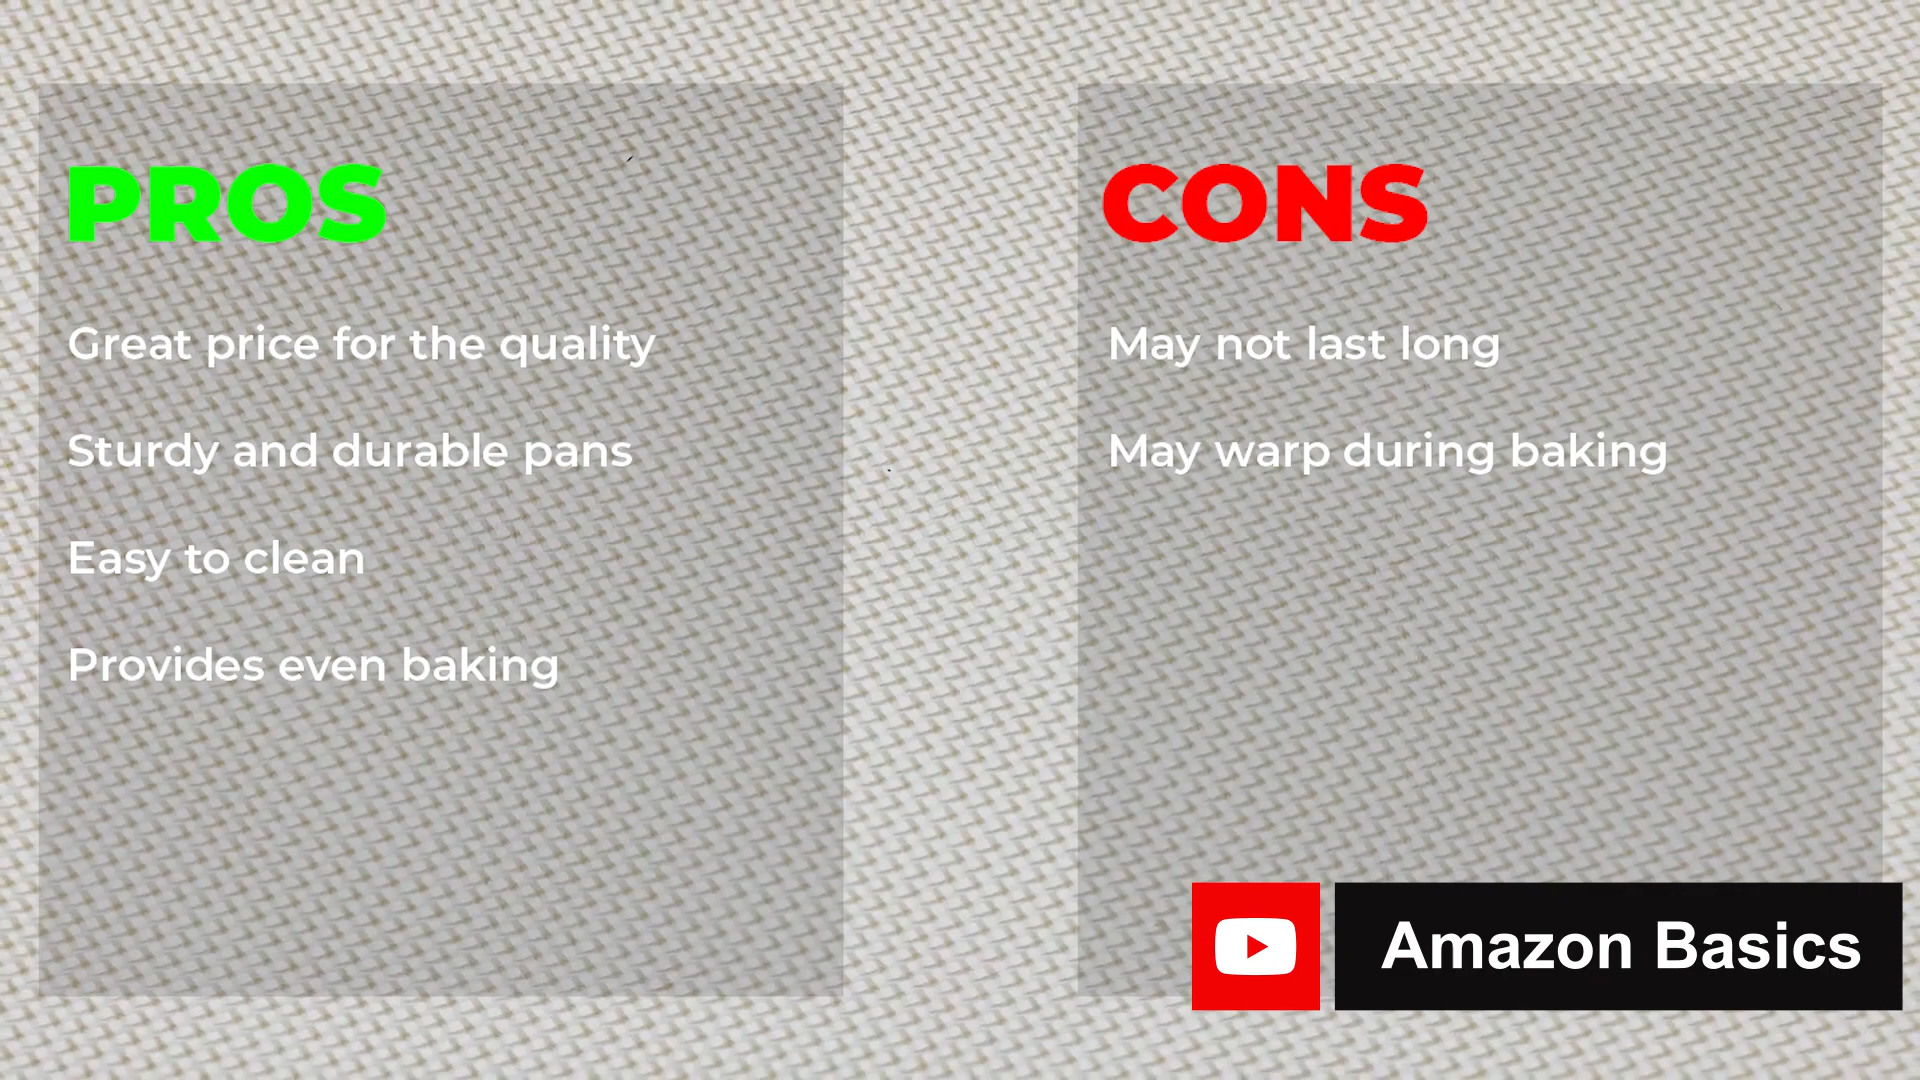 PROS
Great price for the quality
Sturdy and durable pans
Easy to clean
Provides even baking
CONS
May not last long
May warp during baking
Amazon Basics